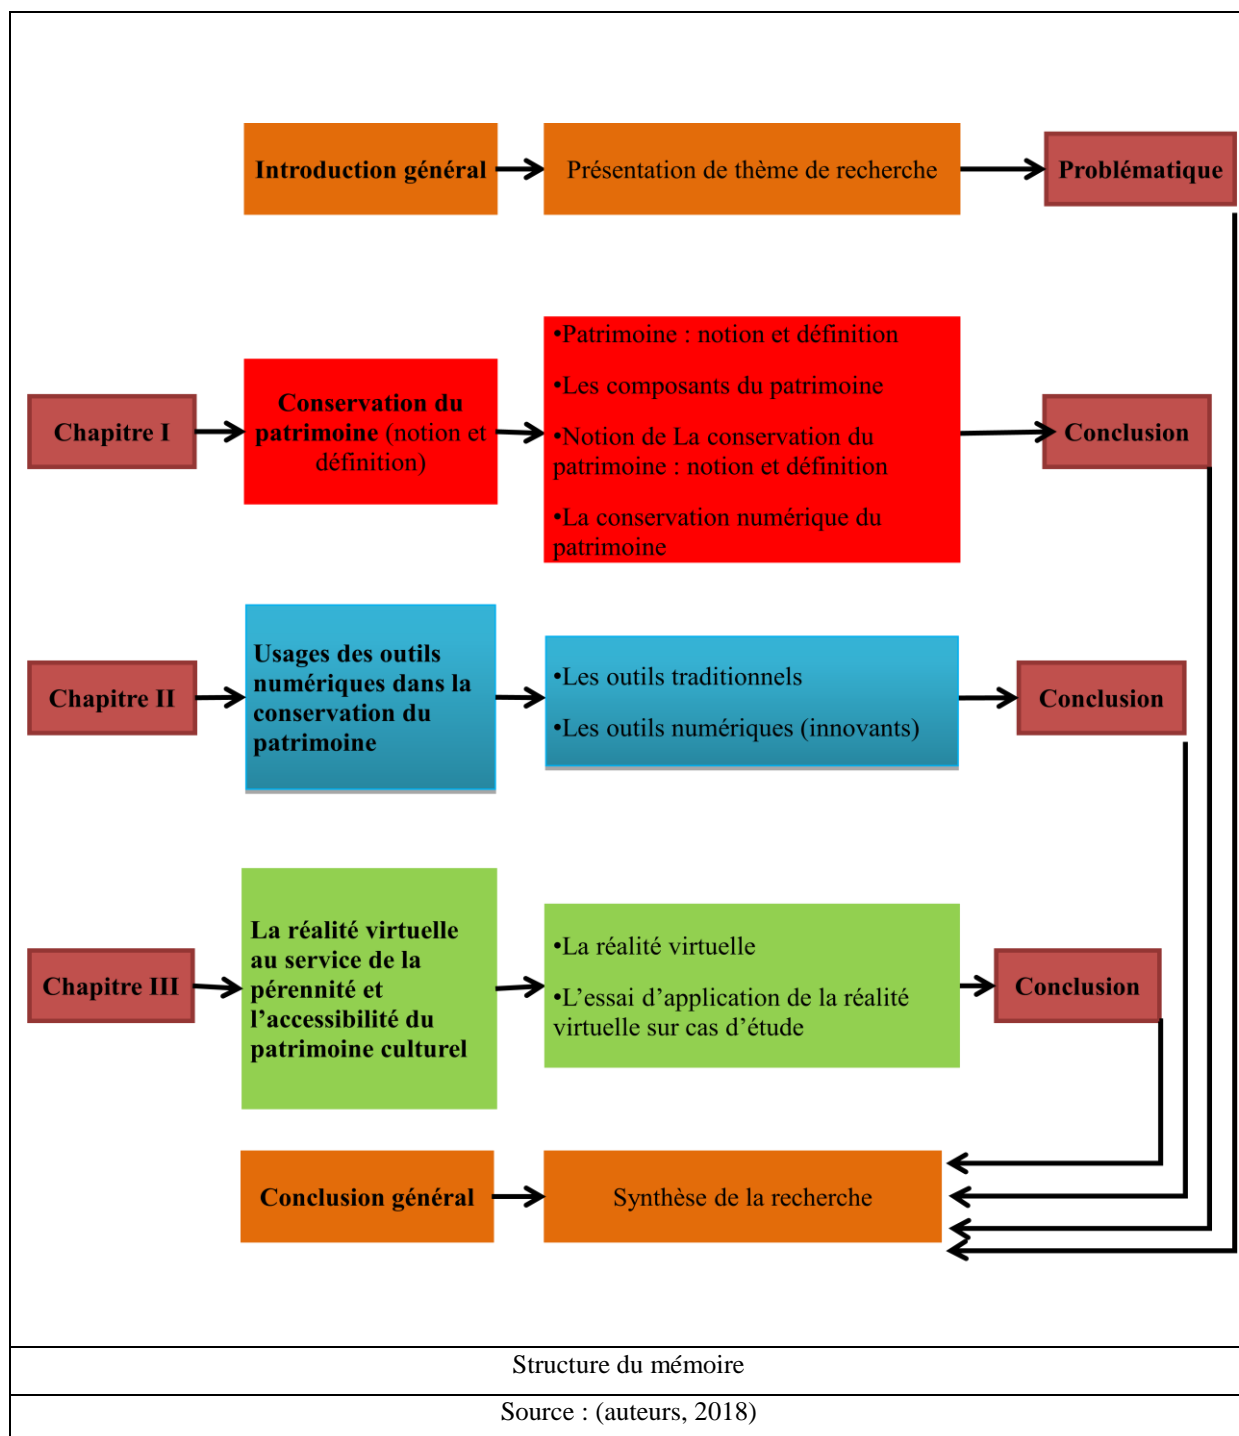 Introduction général
Présentation de thème de recherche
Problématique
Chapitre I
Conservation du
patrimoine (notion et
définition)
•Patrimoine : notion et définition
•Les composants du patrimoine
•Notion de La conservation du
patrimoine : notion et définition
•La conservation numérique du
patrimoine
Conclusion
Chapitre II
Usages des outils
numériques dans la
conservation du
patrimoine
•Les outils traditionnels
•Les outils numériques (innovants)
Conclusion
Chapitre III
La réalité virtuelle
au service de la
pérennité et
l’accessibilité du
patrimoine culturel
•La réalité virtuelle
•L’essai d’application de la réalité
virtuelle sur cas d’étude
Conclusion
Conclusion général
Synthèse de la recherche
Structure du mémoire
Source : (auteurs, 2018)